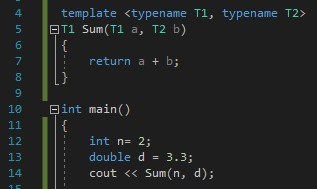 4 template <typename T1, typename T2>
5 T1 Sum(T1 a, T2 b)
6 {
7 return a + b;
8 }
9
10 int main()
11 {
12 int n= 2;
13 double d = 3.3;
14 cout << Sum(n, d);